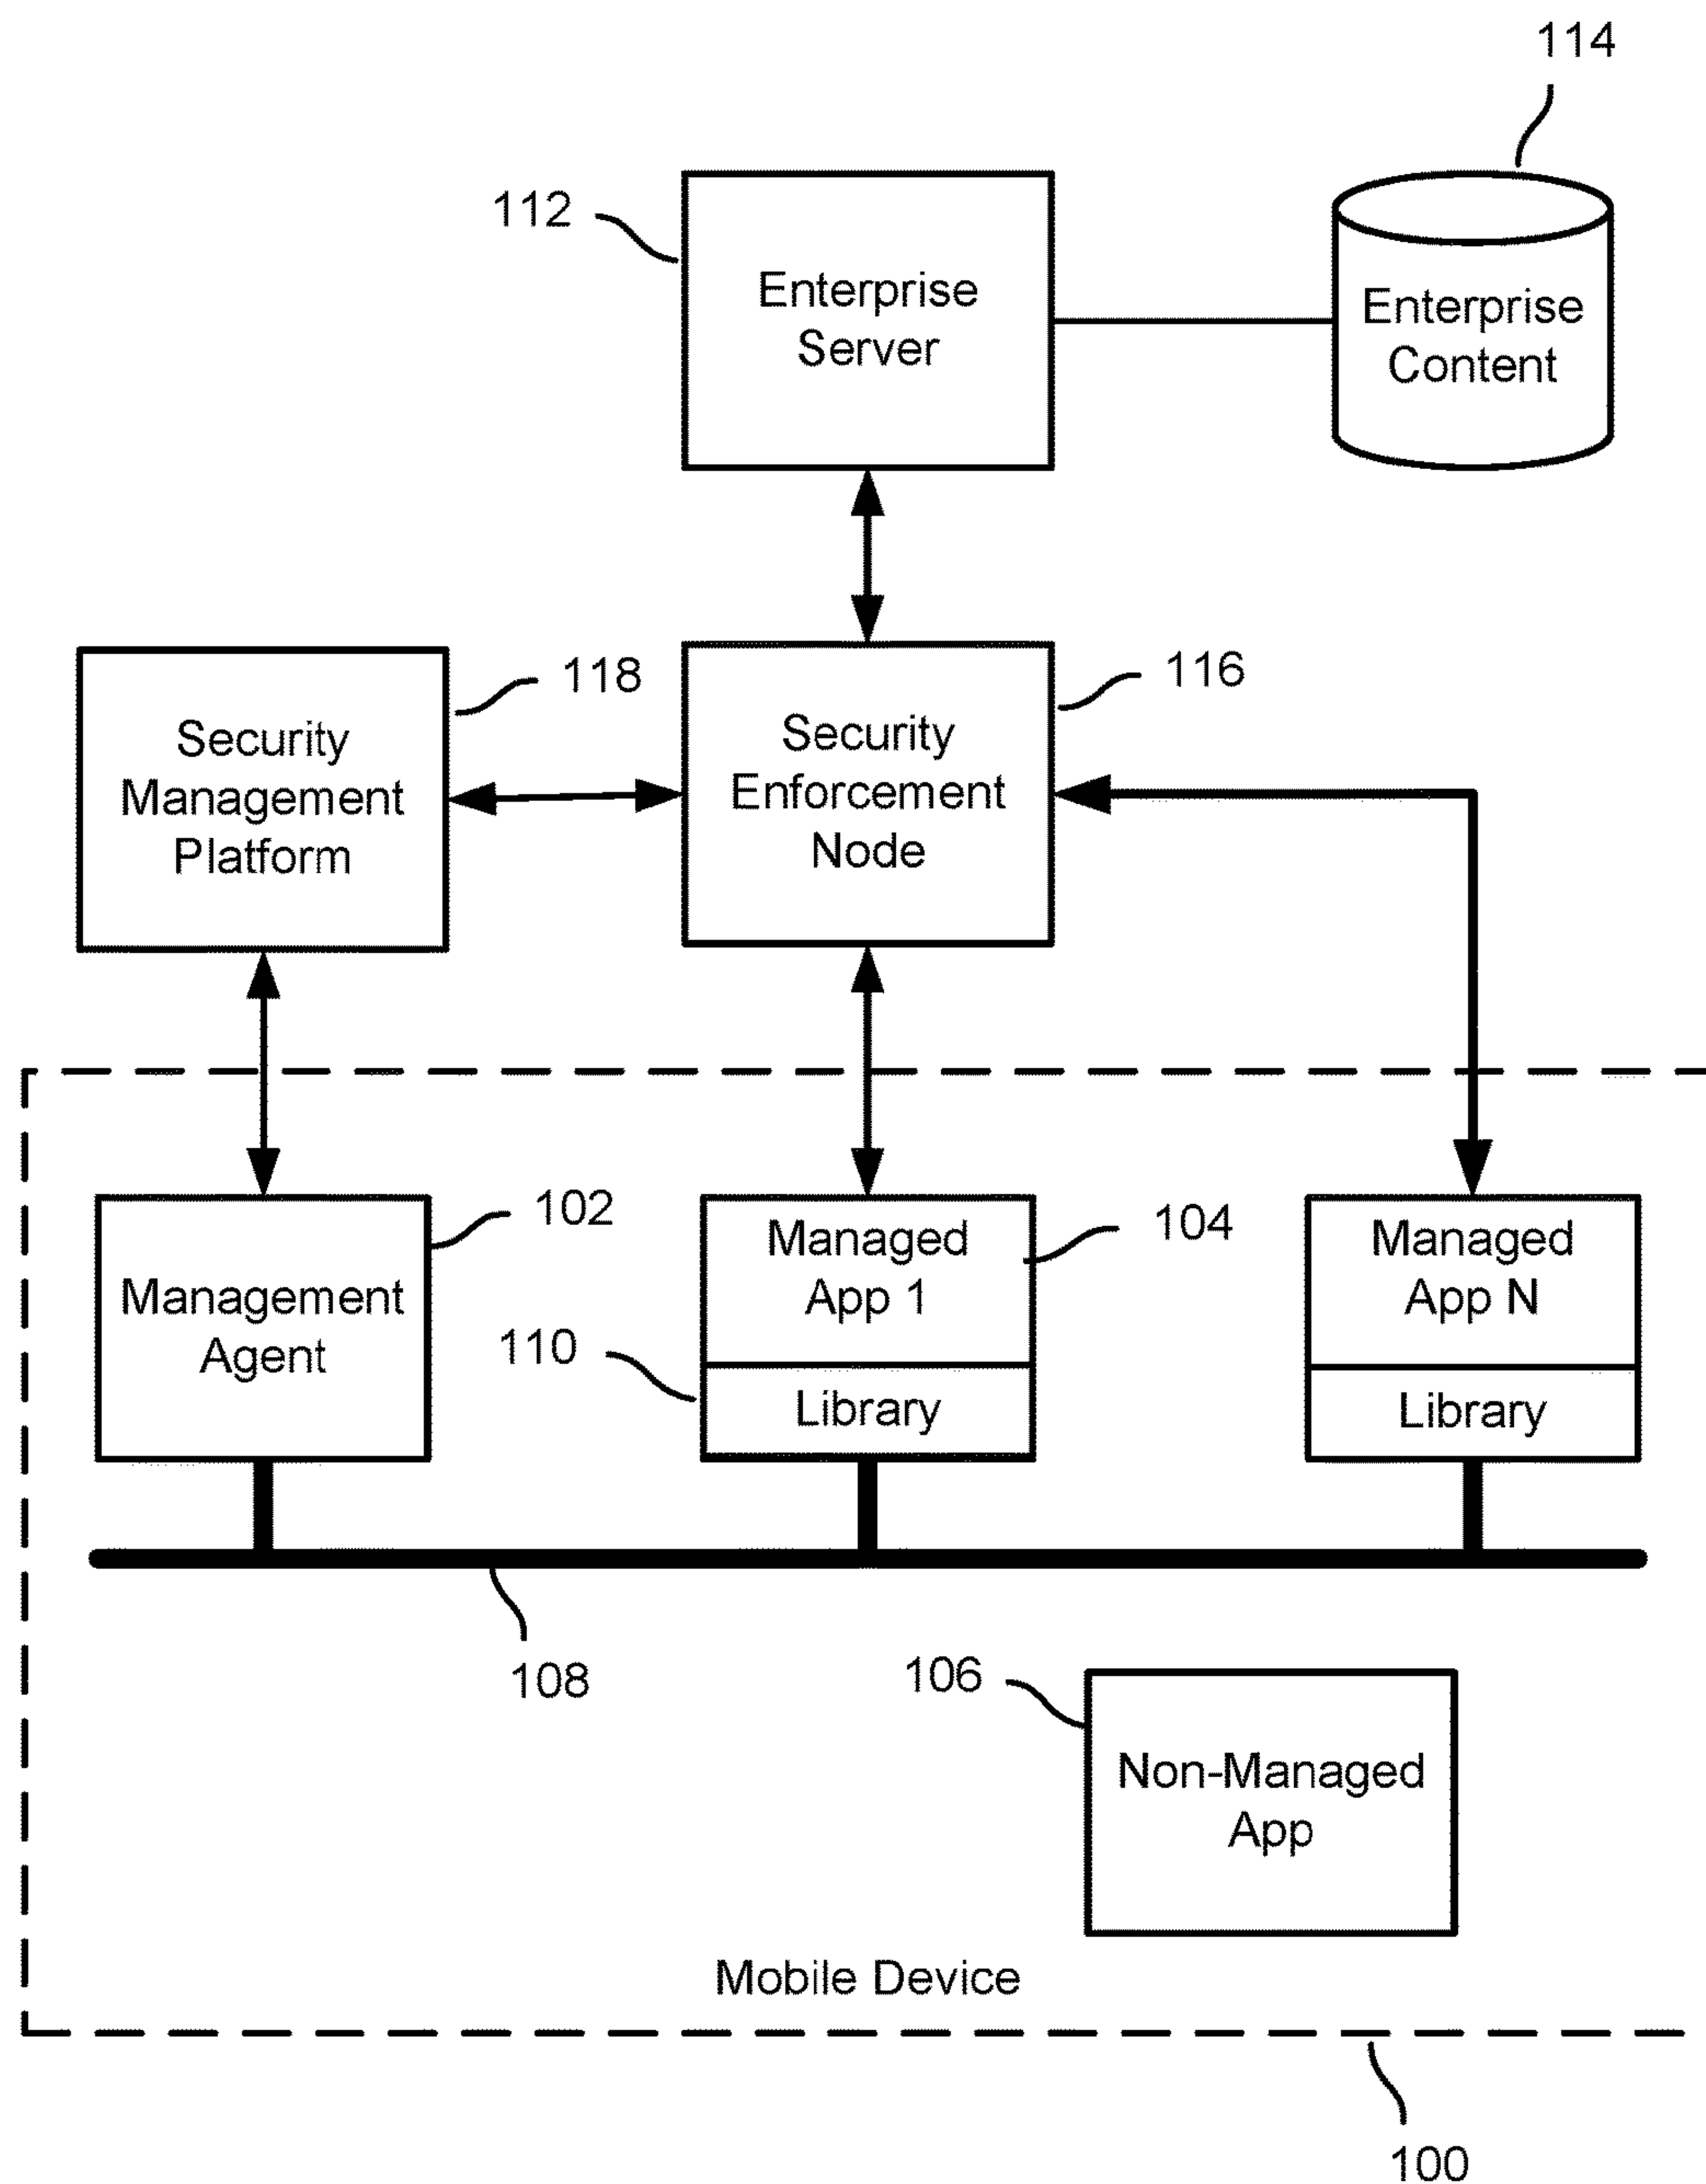 114
112
Enterprise
Server
Enterprise
Content
118
116
Security
Management
Platform
Security
Enforcement
Node
102
104
Management
Agent
Managed
App 1
Managed
App N
110
Library
Library
108
106
Non-Managed
App
Mobile Device
100